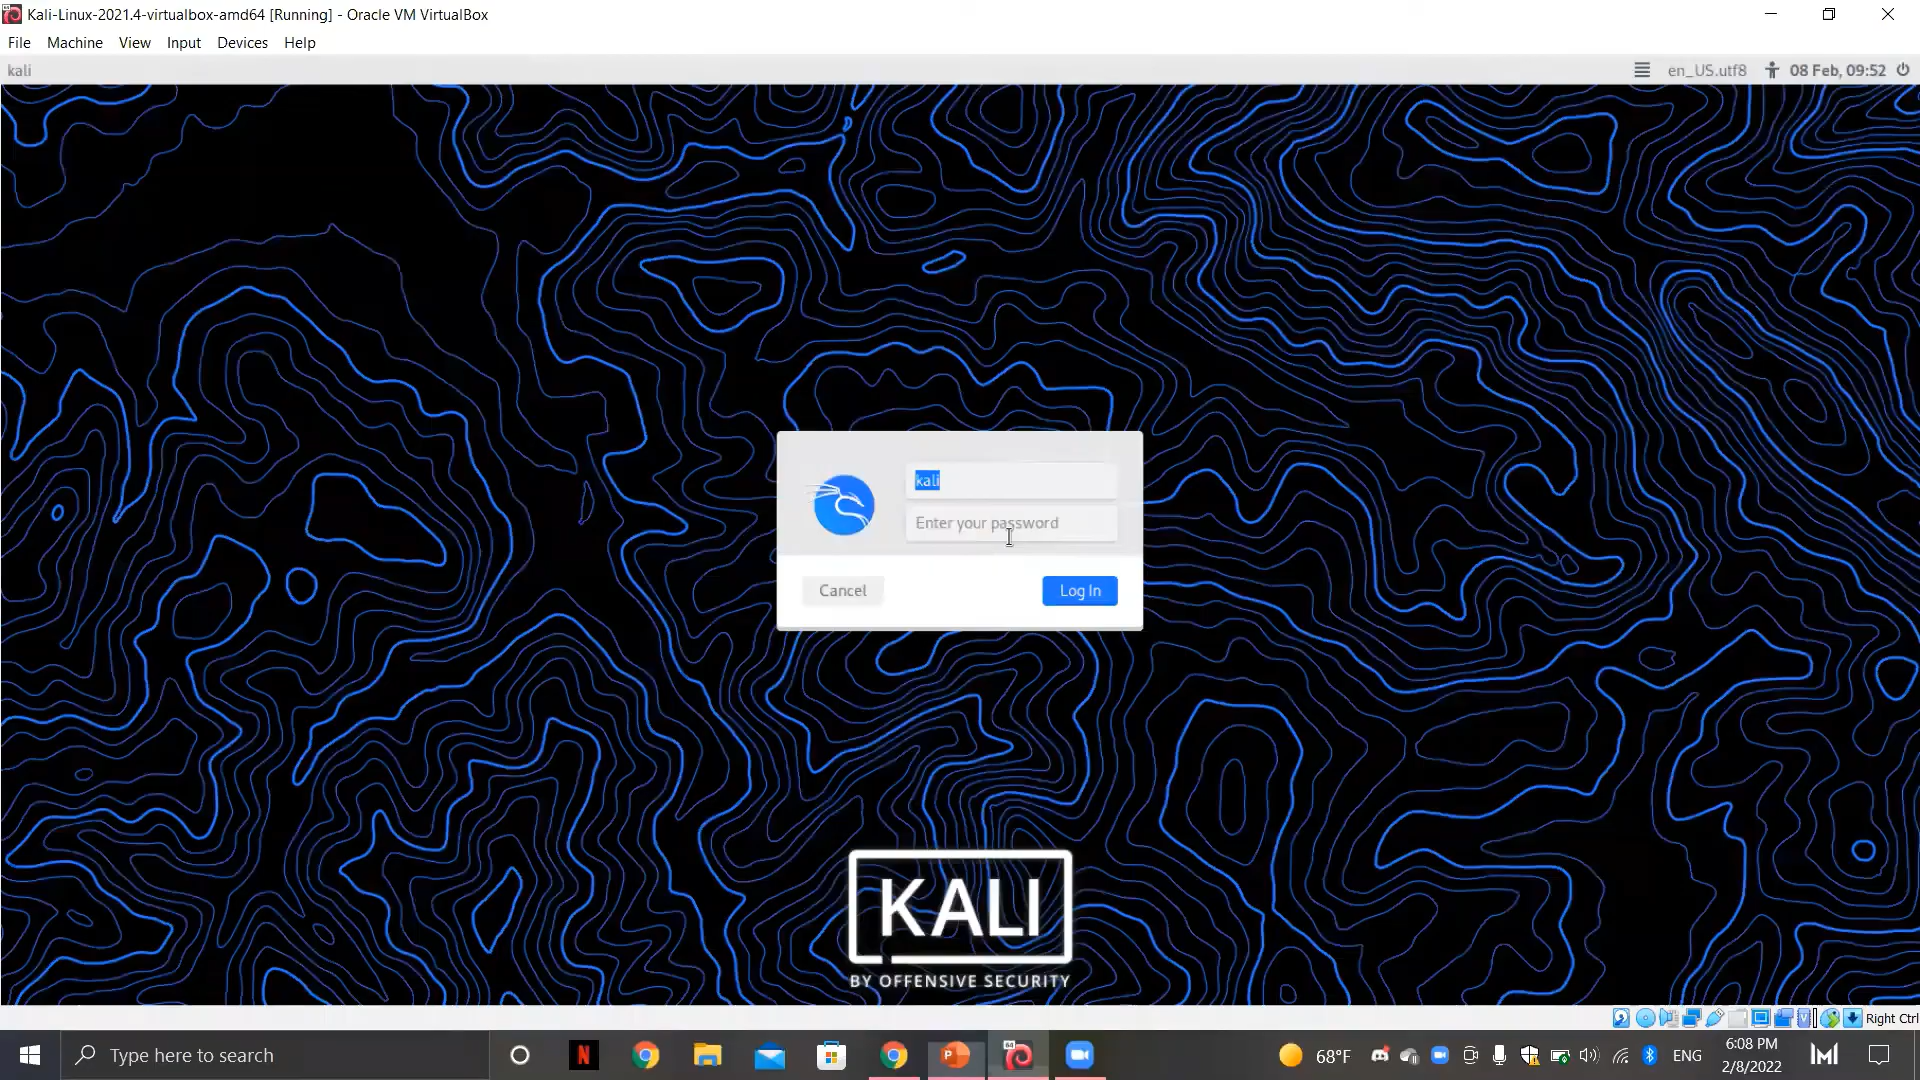 Kali-Linux-2021.4-virtualbox-amd64 [Running] - Oracle VM VirtualBox
File Machine View Input Devices Help
kali en_US.utf8 08 Feb, 09:52
kali
Enter your password
Cancel Log In
KALI
BY OFFENSIVE SECURITY
Right Ctrl
Type here to search
68°F ENG
6:08 PM
2/8/2022